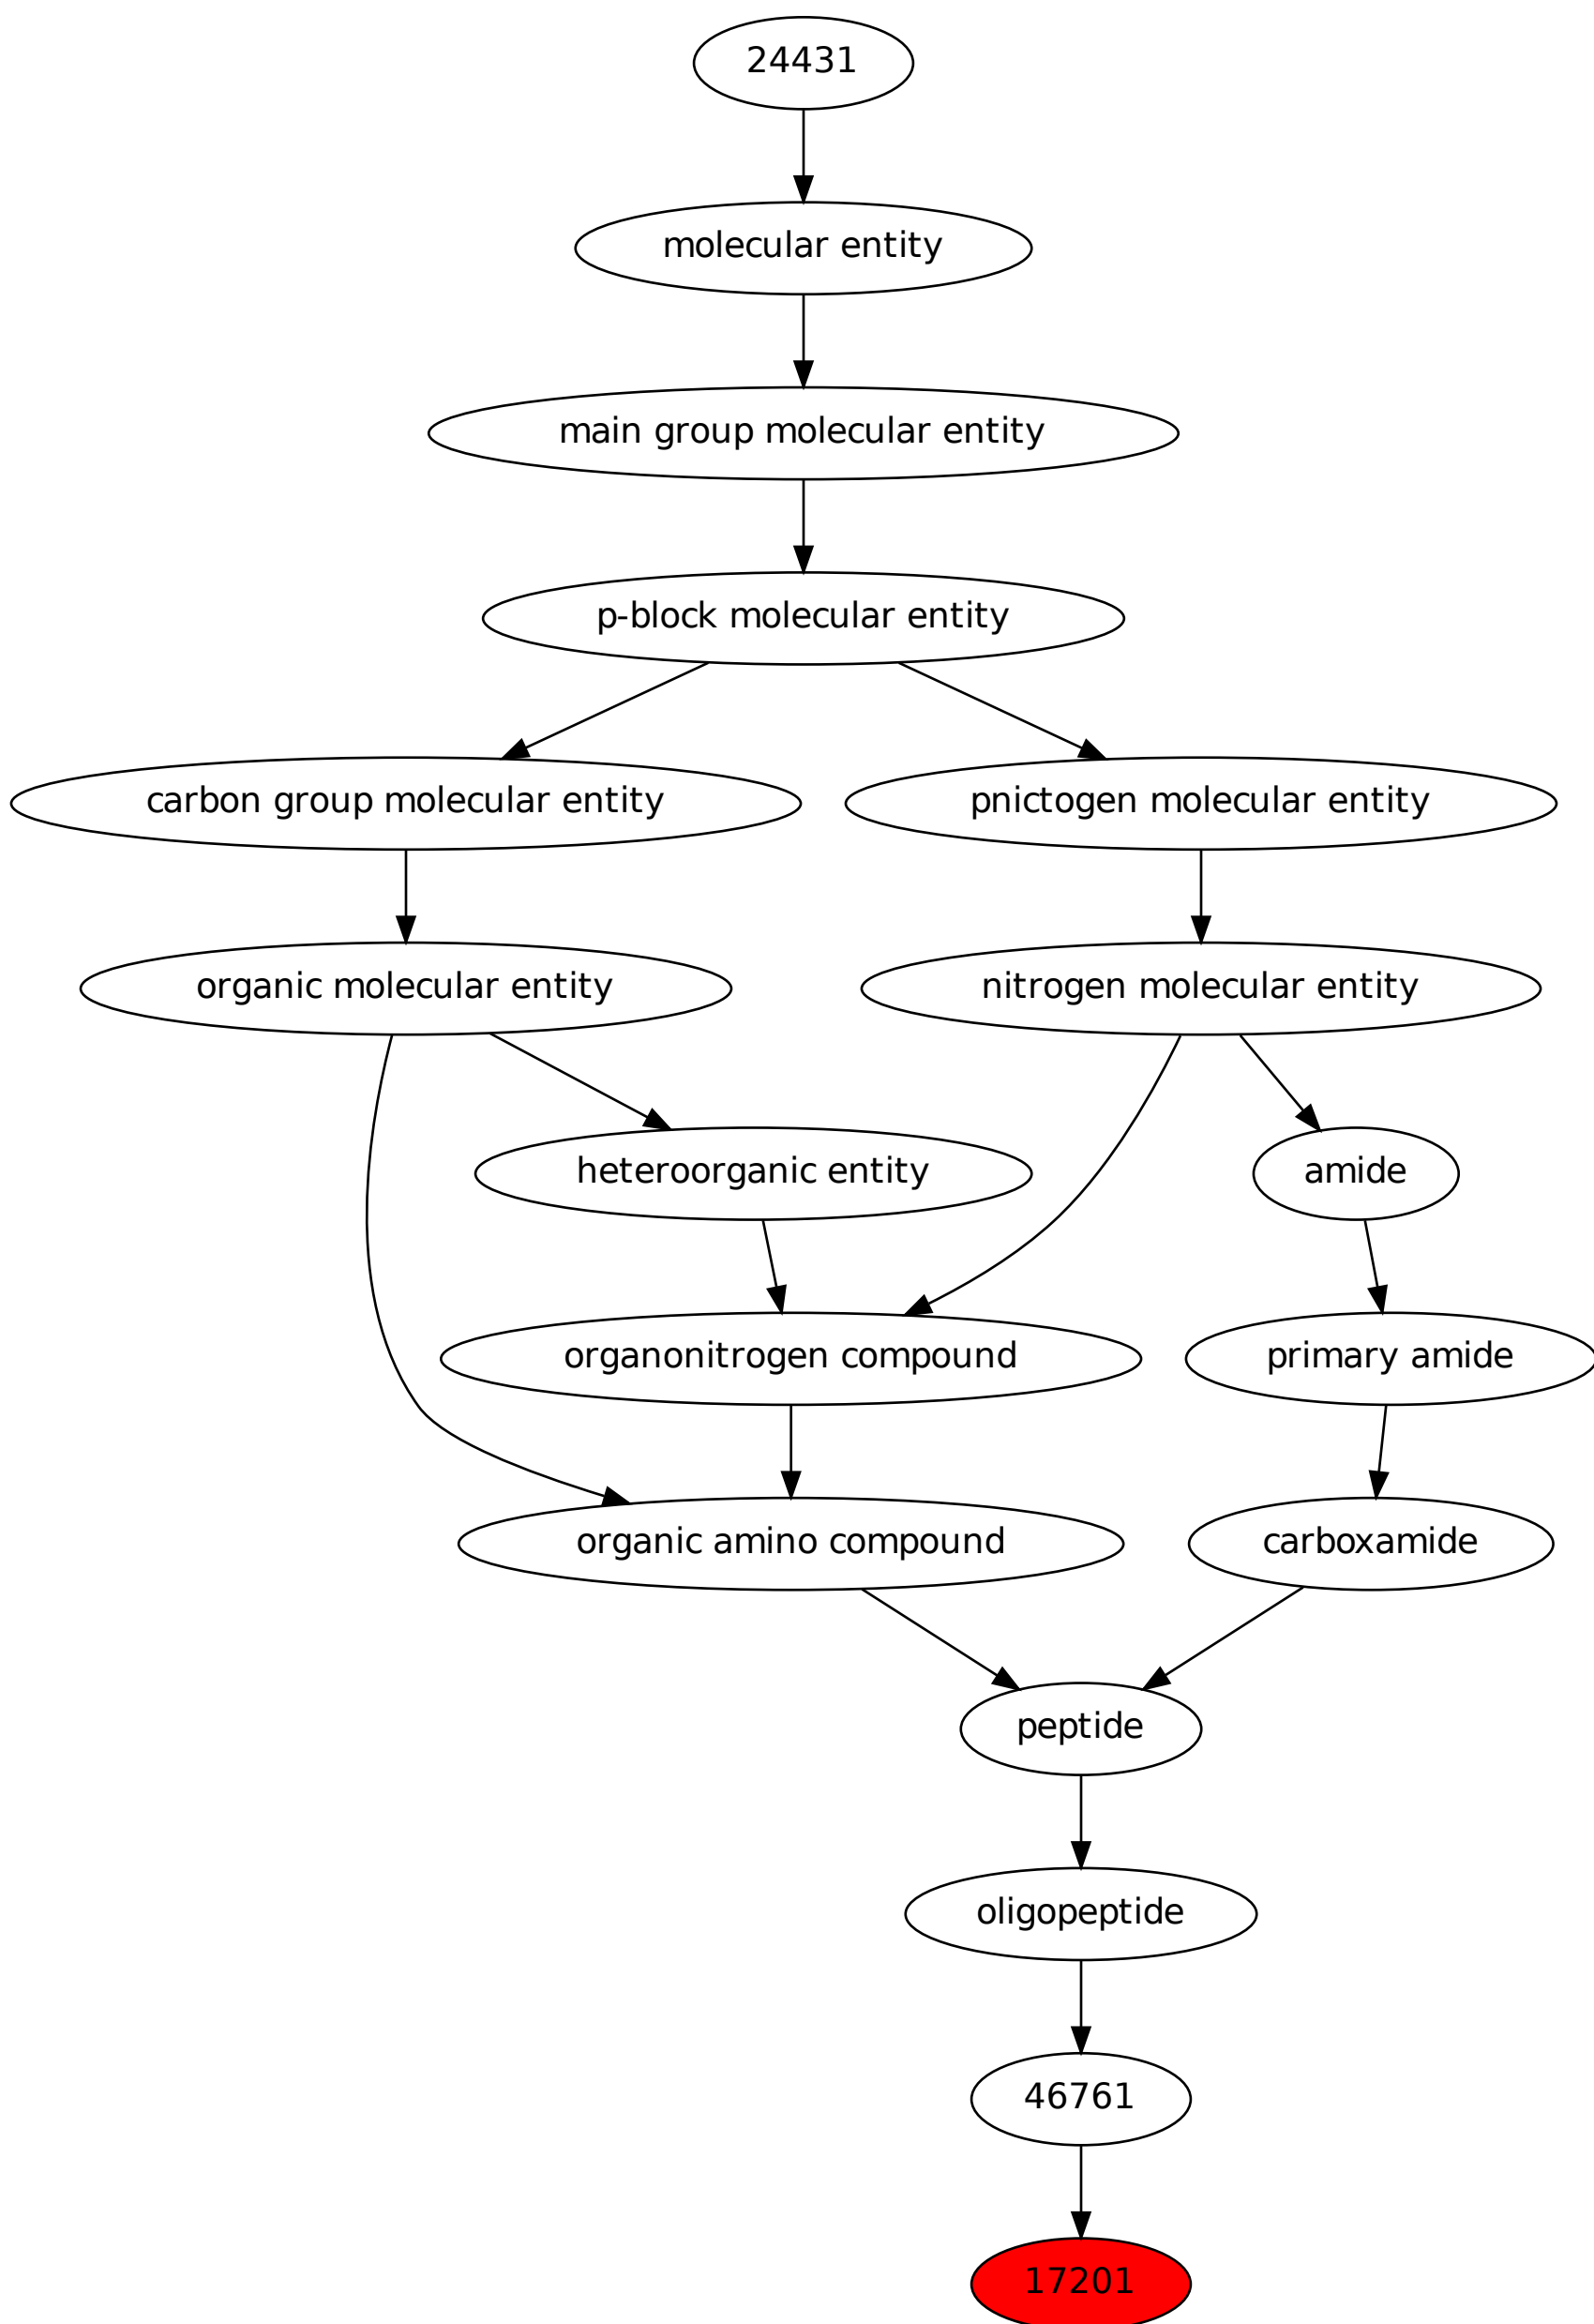 24431
molecular entity
main group molecular entity
p-block molecular entity
carbon group molecular entity
pnictogen molecular entity
organic molecular entity
nitrogen molecular entity
heteroorganic entity
amide
organonitrogen compound
primary amide
organic amino compound
carboxamide
peptide
oligopeptide
46761
17201